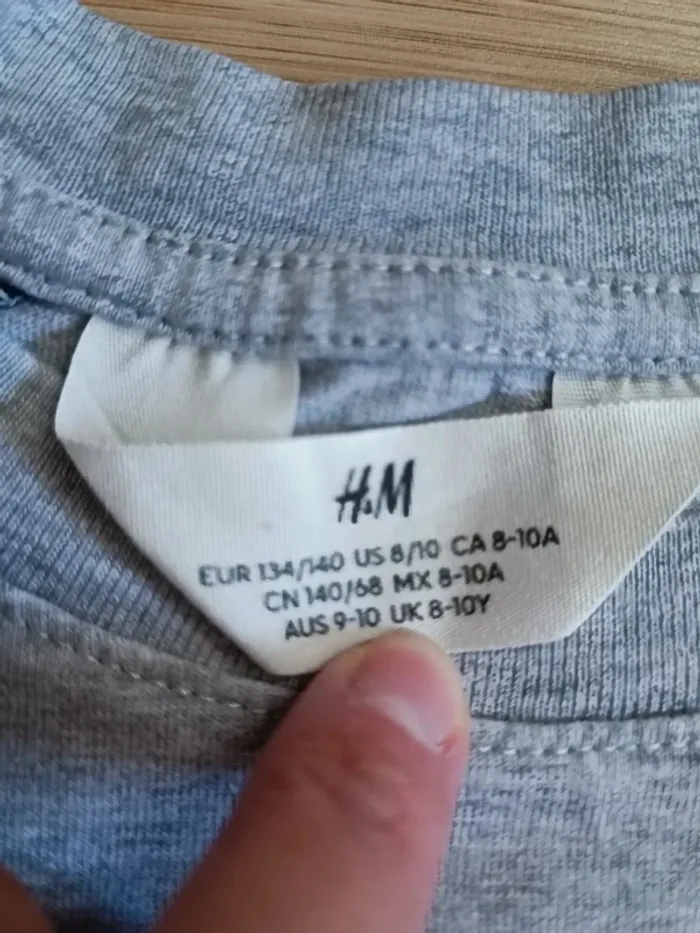 H&M
EUR 134/140 US 8/10 CA 8-10A
CN 140/68 MX 8-10A
AUS 9-10 UK 8-10Y